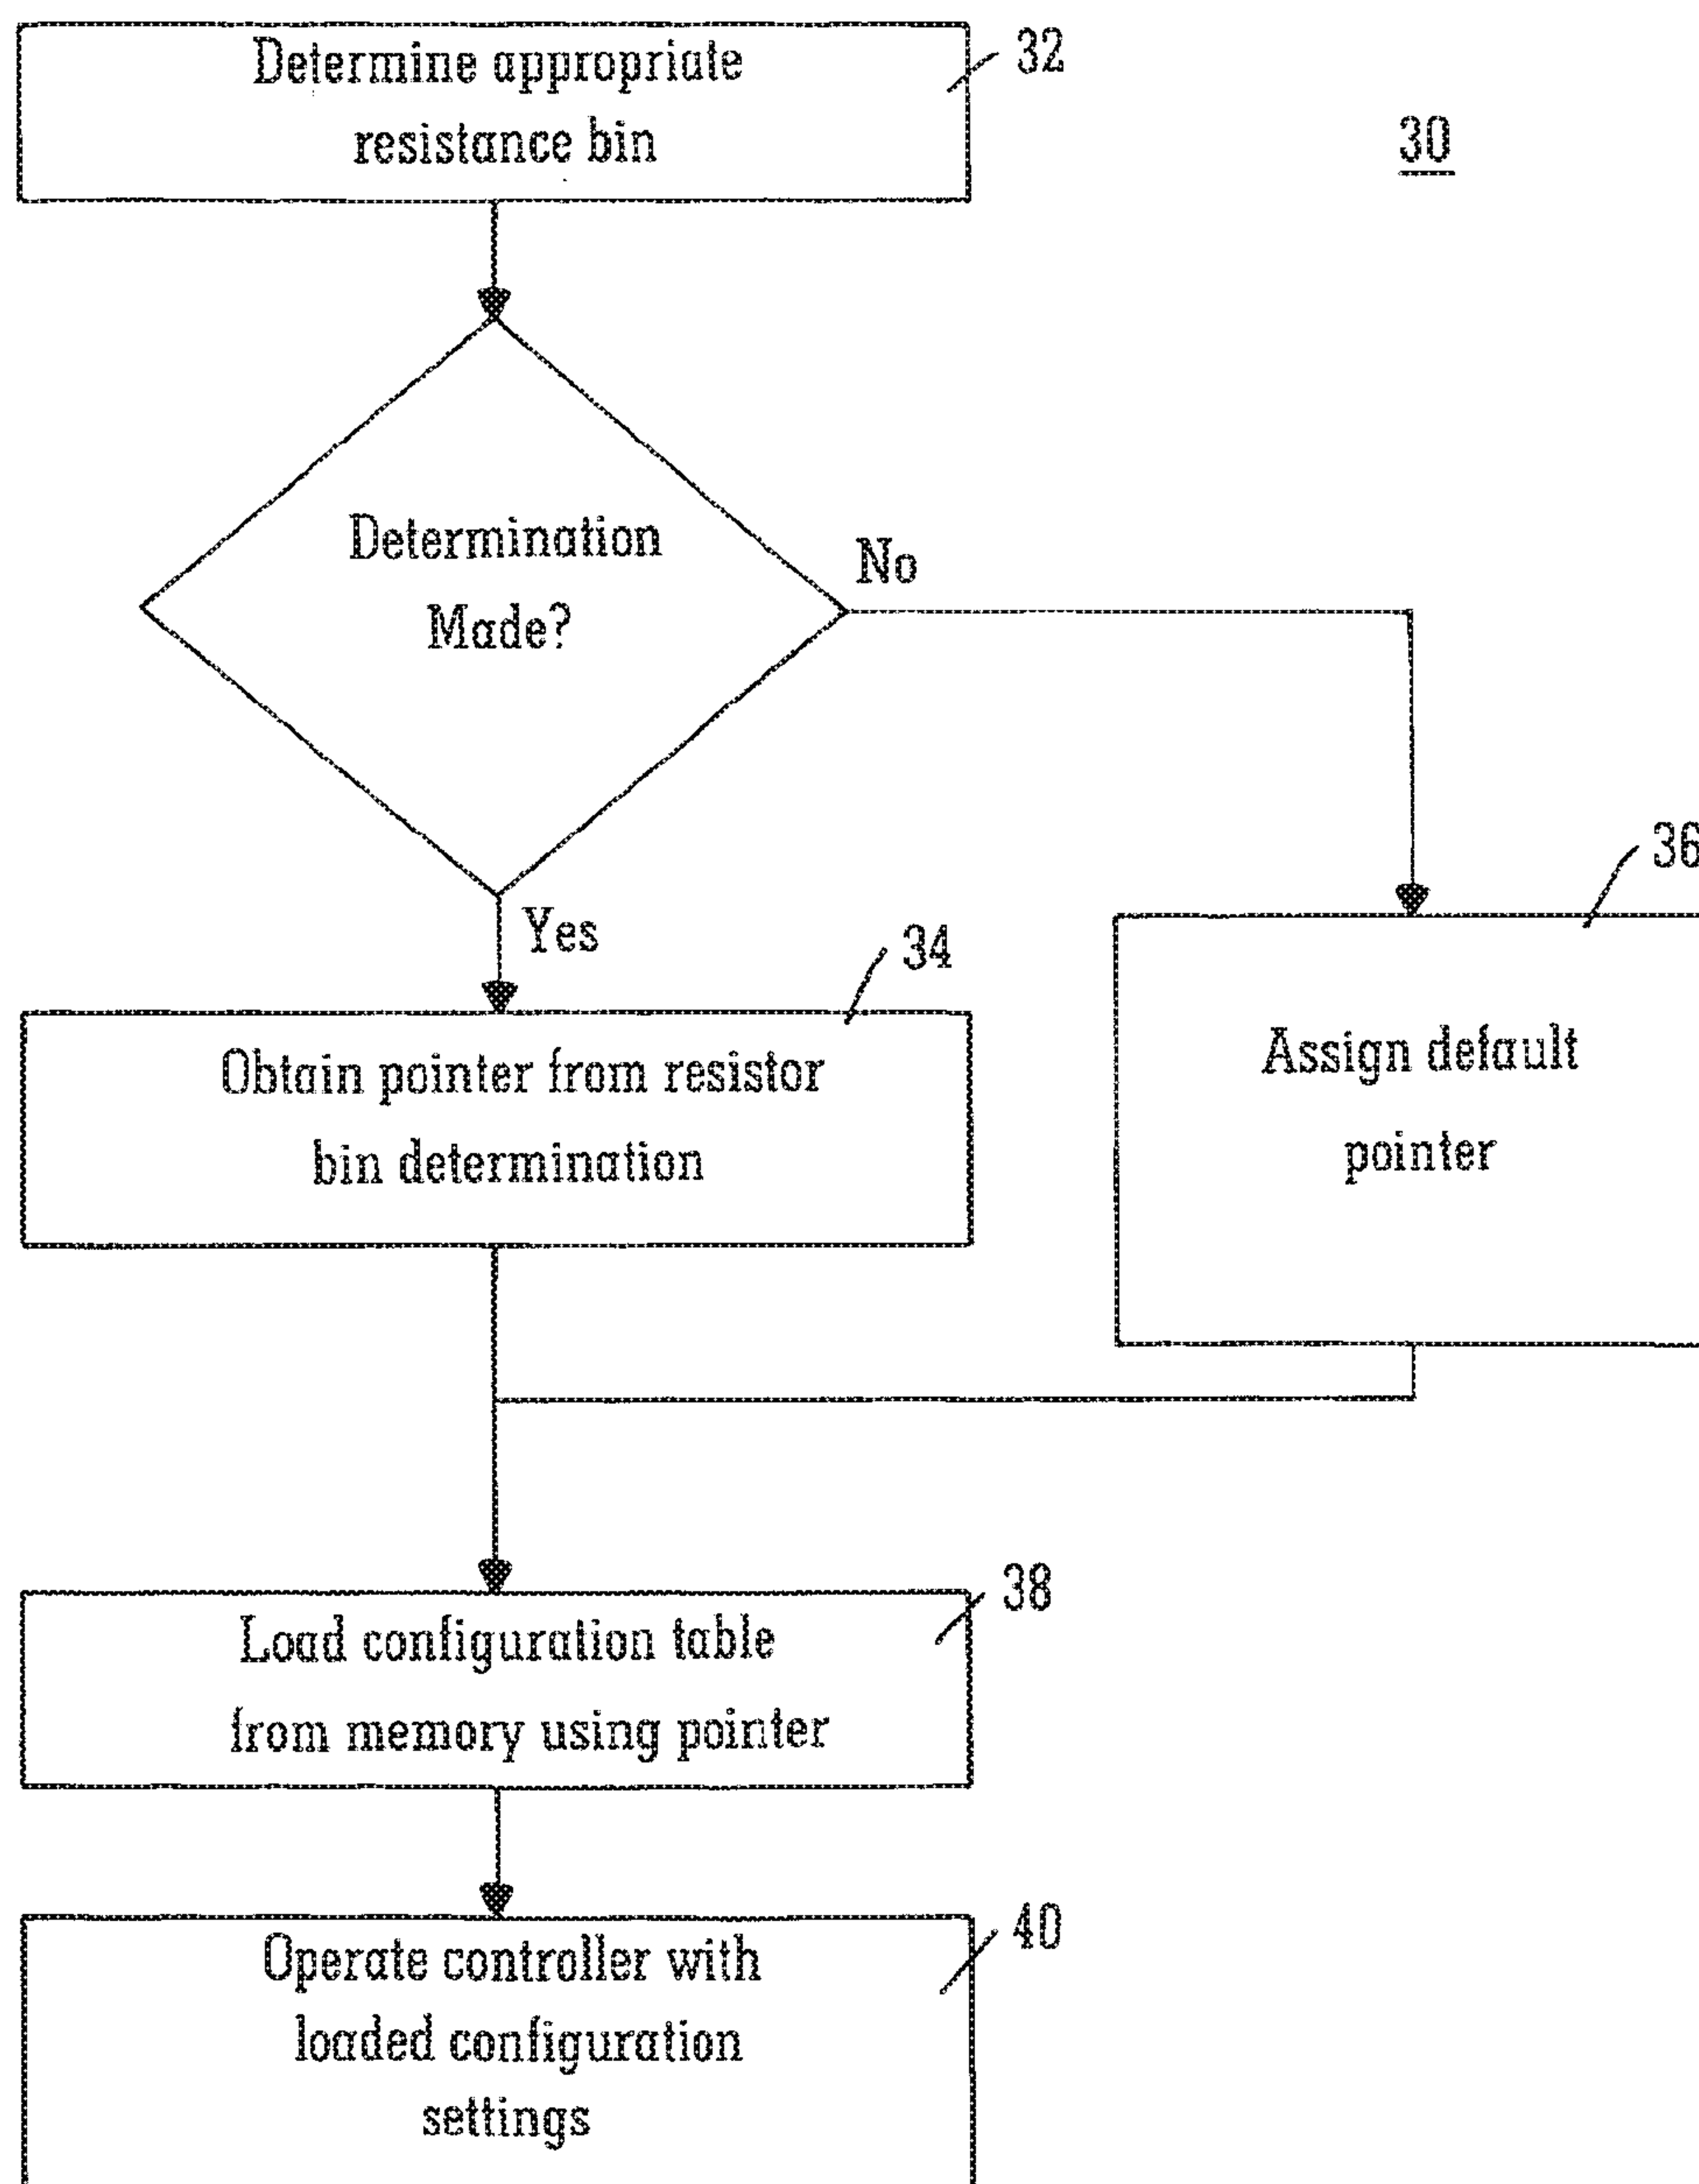 Determine appropriate
resistance bin
32
30
Determination
Made?
No
Yes
36
34
Obtain pointer from resistor
bin determination
Assign default
pointer
38
Load configuration table
from memory using pointer
40
Operate controller with
loaded configuration
settings